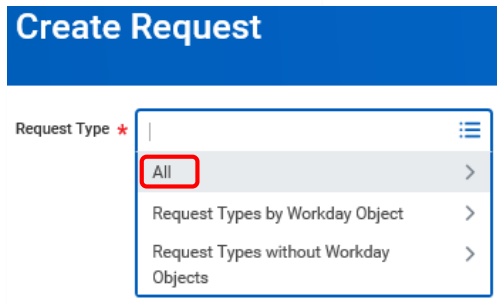 Create Request
Request Type *
All
Request Types by Workday Object
Request Types without Workday
Objects